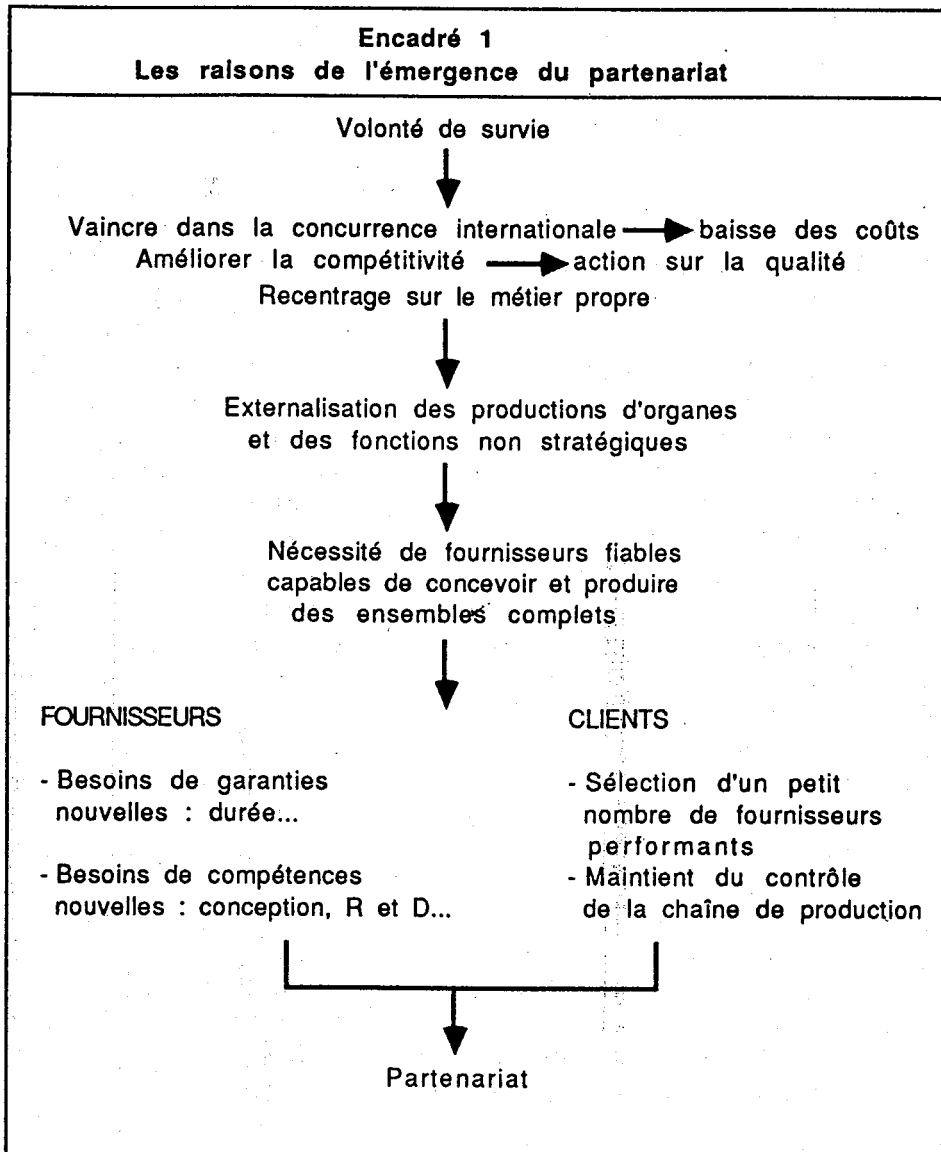 Encadré 1
Les raisons de l'émergence du partenariat
Volonté de survie
Vaincre dans la concurrence internationale baisse des coûts
Améliorer la compétitivité action sur la qualité
Recentrage sur le métier propre
Externalisation des productions d'organes
et des fonctions non stratégiques
Nécessité de fournisseurs fiables
capables de concevoir et produire
des ensembles complets
FOURNISSEURS
- Besoins de garanties
nouvelles : durée...
- Besoins de compétences
nouvelles : conception, R et D...
CLIENTS
- Sélection d'un petit
nombre de fournisseurs
performants
- Maintient du contrôle
de la chaîne de production
Partenariat